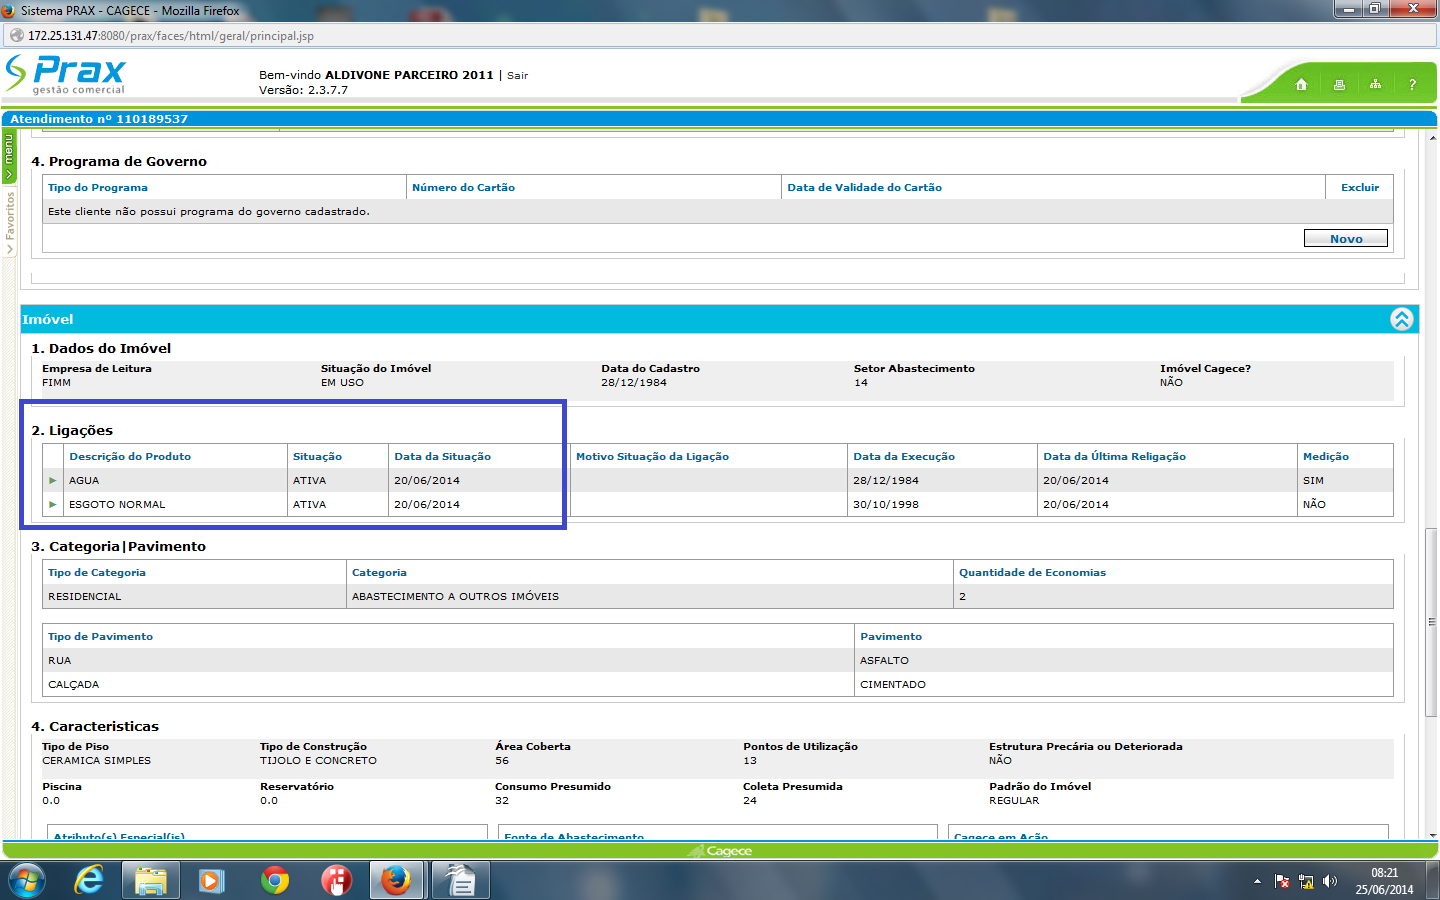 Sistema PRAX - CAGECE - Mozilla Firefox
172.25.131.47:8080/prax/faces/html/geral/principal.jsp
Prax
gestão comercial
Bem-vindo ALDIVONE PARCEIRO 2011 | Sair
Versão: 2.3.7.7
?
Atendimento nº 110189537
menu
Favoritos
4. Programa de Governo
Tipo do Programa Número do Cartão Data de Validade do Cartão Excluir
Este cliente não possui programa do governo cadastrado.
Novo
Imóvel
1. Dados do Imóvel
Empresa de Leitura Situação do Imóvel Data do Cadastro Setor Abastecimento Imóvel Cagece?
FIMM EM USO 28/12/1984 14 NÃO
2. Ligações
Descrição do Produto Situação Data da Situação Motivo Situação da Ligação Data da Execução Data da Última Religação Medição
AGUA ATIVA 20/06/2014 28/12/1984 20/06/2014 SIM
ESGOTO NORMAL ATIVA 20/06/2014 30/10/1998 20/06/2014 NÃO
3. Categoria|Pavimento
Tipo de Categoria Categoria Quantidade de Economias
RESIDENCIAL ABASTECIMENTO A OUTROS IMÓVEIS 2
Tipo de Pavimento Pavimento
RUA ASFALTO
CALÇADA CIMENTADO
4. Caracteristicas
Tipo de Piso Tipo de Construção Área Coberta Pontos de Utilização Estrutura Precária ou Deteriorada
CERAMICA SIMPLES TIJOLO E CONCRETO 56 13 NÃO
Piscina Reservatório Consumo Presumido Coleta Presumida Padrão do Imóvel
0.0 0.0 32 24 REGULAR
Atributo(s) Especial(is) Fonte de Abastecimento Cagece em Ação
Cagece
08:21
25/06/2014